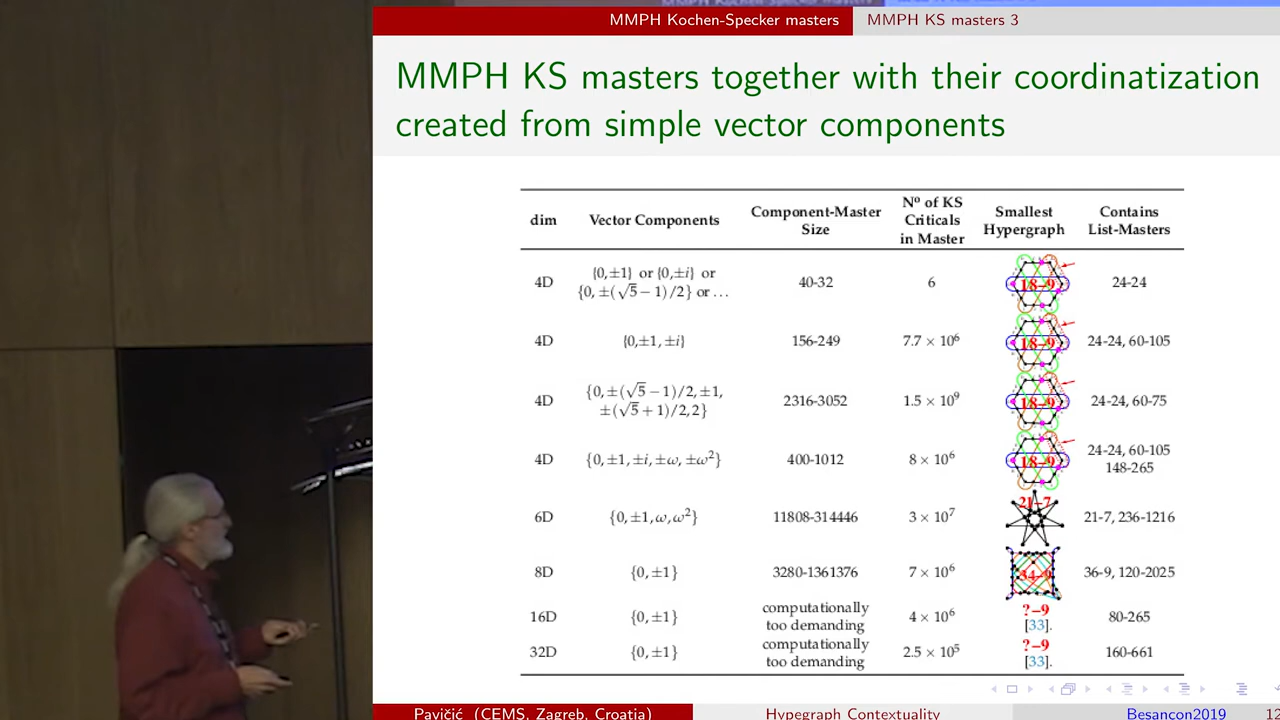 MMPH Kochen-Specker masters MMPH KS masters 3
MMPH KS masters together with their coordinatization
created from simple vector components
dim Vector Components Component-Master Size Nº of KS Criticals in Master Smallest Hypergraph Contains List-Masters
4D {0,±1} or {0,±i} or {0,±(√5−1)/2} or … 40-32 6 18–9 24-24
4D {0,±1,±i} 156-249 7.7 × 10⁶ 18–9 24-24, 60-105
4D {0,±(√5−1)/2,±1, ±(√5+1)/2,2} 2316-3052 1.5 × 10⁹ 18–9 24-24, 60-75
4D {0,±1,±i,±ω,±ω²} 400-1012 8 × 10⁶ 18–9 24-24, 60-105 148-265
6D {0,±1,ω,ω²} 11808-314446 3 × 10⁷ 21–7 21-7, 236-1216
8D {0,±1} 3280-1361376 7 × 10⁶ 34–9 36-9, 120-2025
16D {0,±1} computationally too demanding 4 × 10⁶ ?–9 [33]. 80-265
32D {0,±1} computationally too demanding 2.5 × 10⁵ ?–9 [33]. 160-661
Pavičić (CEMS, Zagreb, Croatia) Hypegraph Contextuality Besancon2019 12